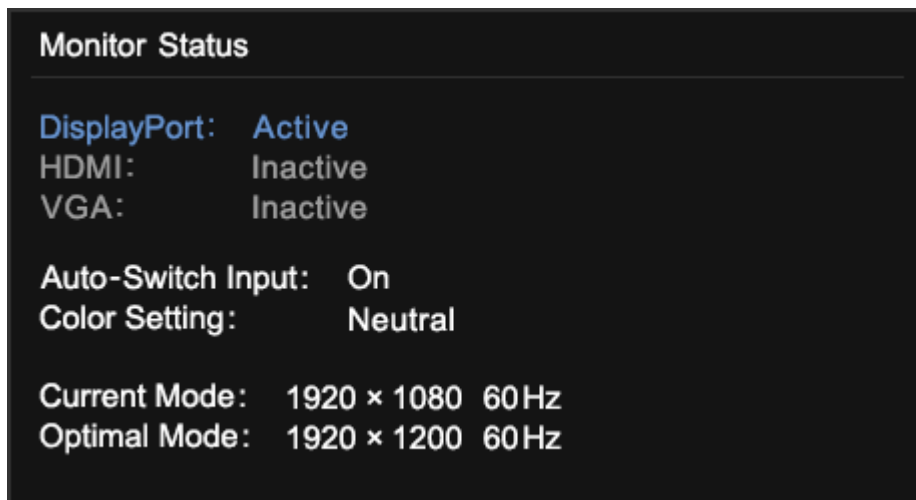 Monitor Status
DisplayPort: Active
HDMI: Inactive
VGA: Inactive
Auto-Switch Input: On
Color Setting: Neutral
Current Mode: 1920 × 1080 60Hz
Optimal Mode: 1920 × 1200 60Hz